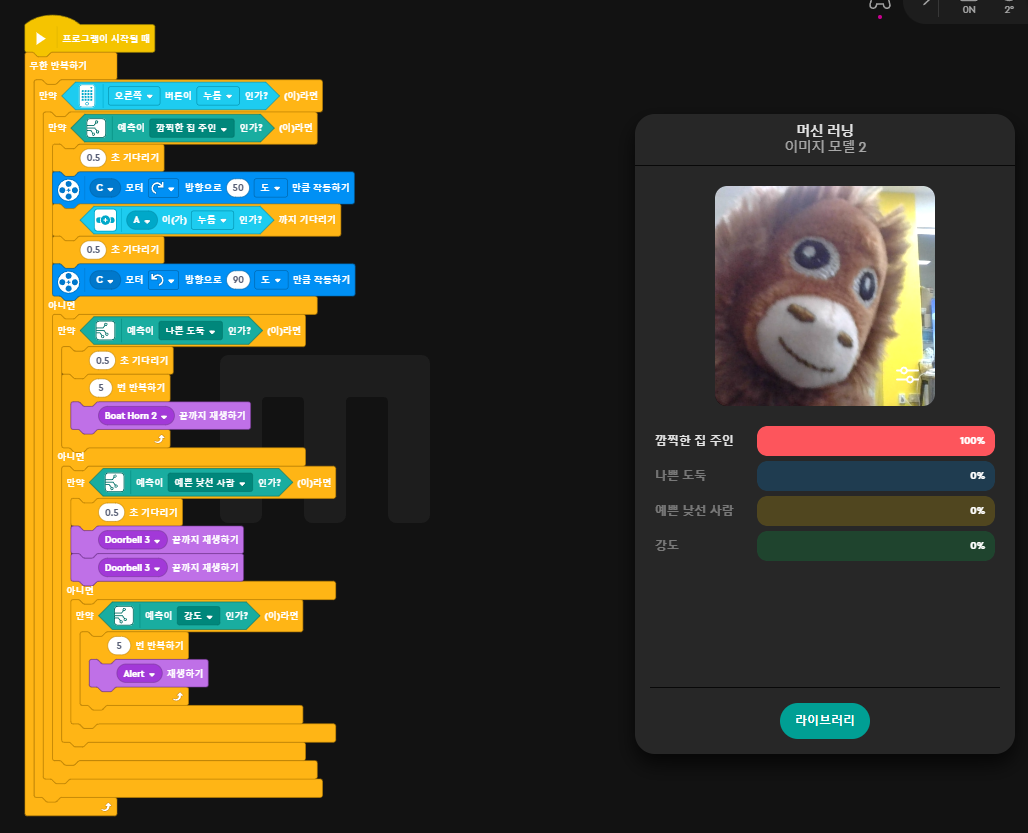 ON
2°
프로그램이 시작될 때
무한 반복하기
만약 오른쪽 버튼이 누름 인가? (이)라면
만약 예측이 깜찍한 집 주인 인가? (이)라면
0.5 초 기다리기
C 모터 방향으로 50 도 만큼 작동하기
A 이(가) 누름 인가? 까지 기다리기
0.5 초 기다리기
C 모터 방향으로 90 도 만큼 작동하기
아니면
만약 예측이 나쁜 도둑 인가? (이)라면
0.5 초 기다리기
5 번 반복하기
Boat Horn 2 끝까지 재생하기
아니면
만약 예측이 예쁜 낯선 사람 인가? (이)라면
0.5 초 기다리기
Doorbell 3 끝까지 재생하기
Doorbell 3 끝까지 재생하기
아니면
만약 예측이 강도 인가? (이)라면
5 번 반복하기
Alert 재생하기
머신 러닝
이미지 모델 2
깜찍한 집 주인 100%
나쁜 도둑 0%
예쁜 낯선 사람 0%
강도 0%
라이브러리